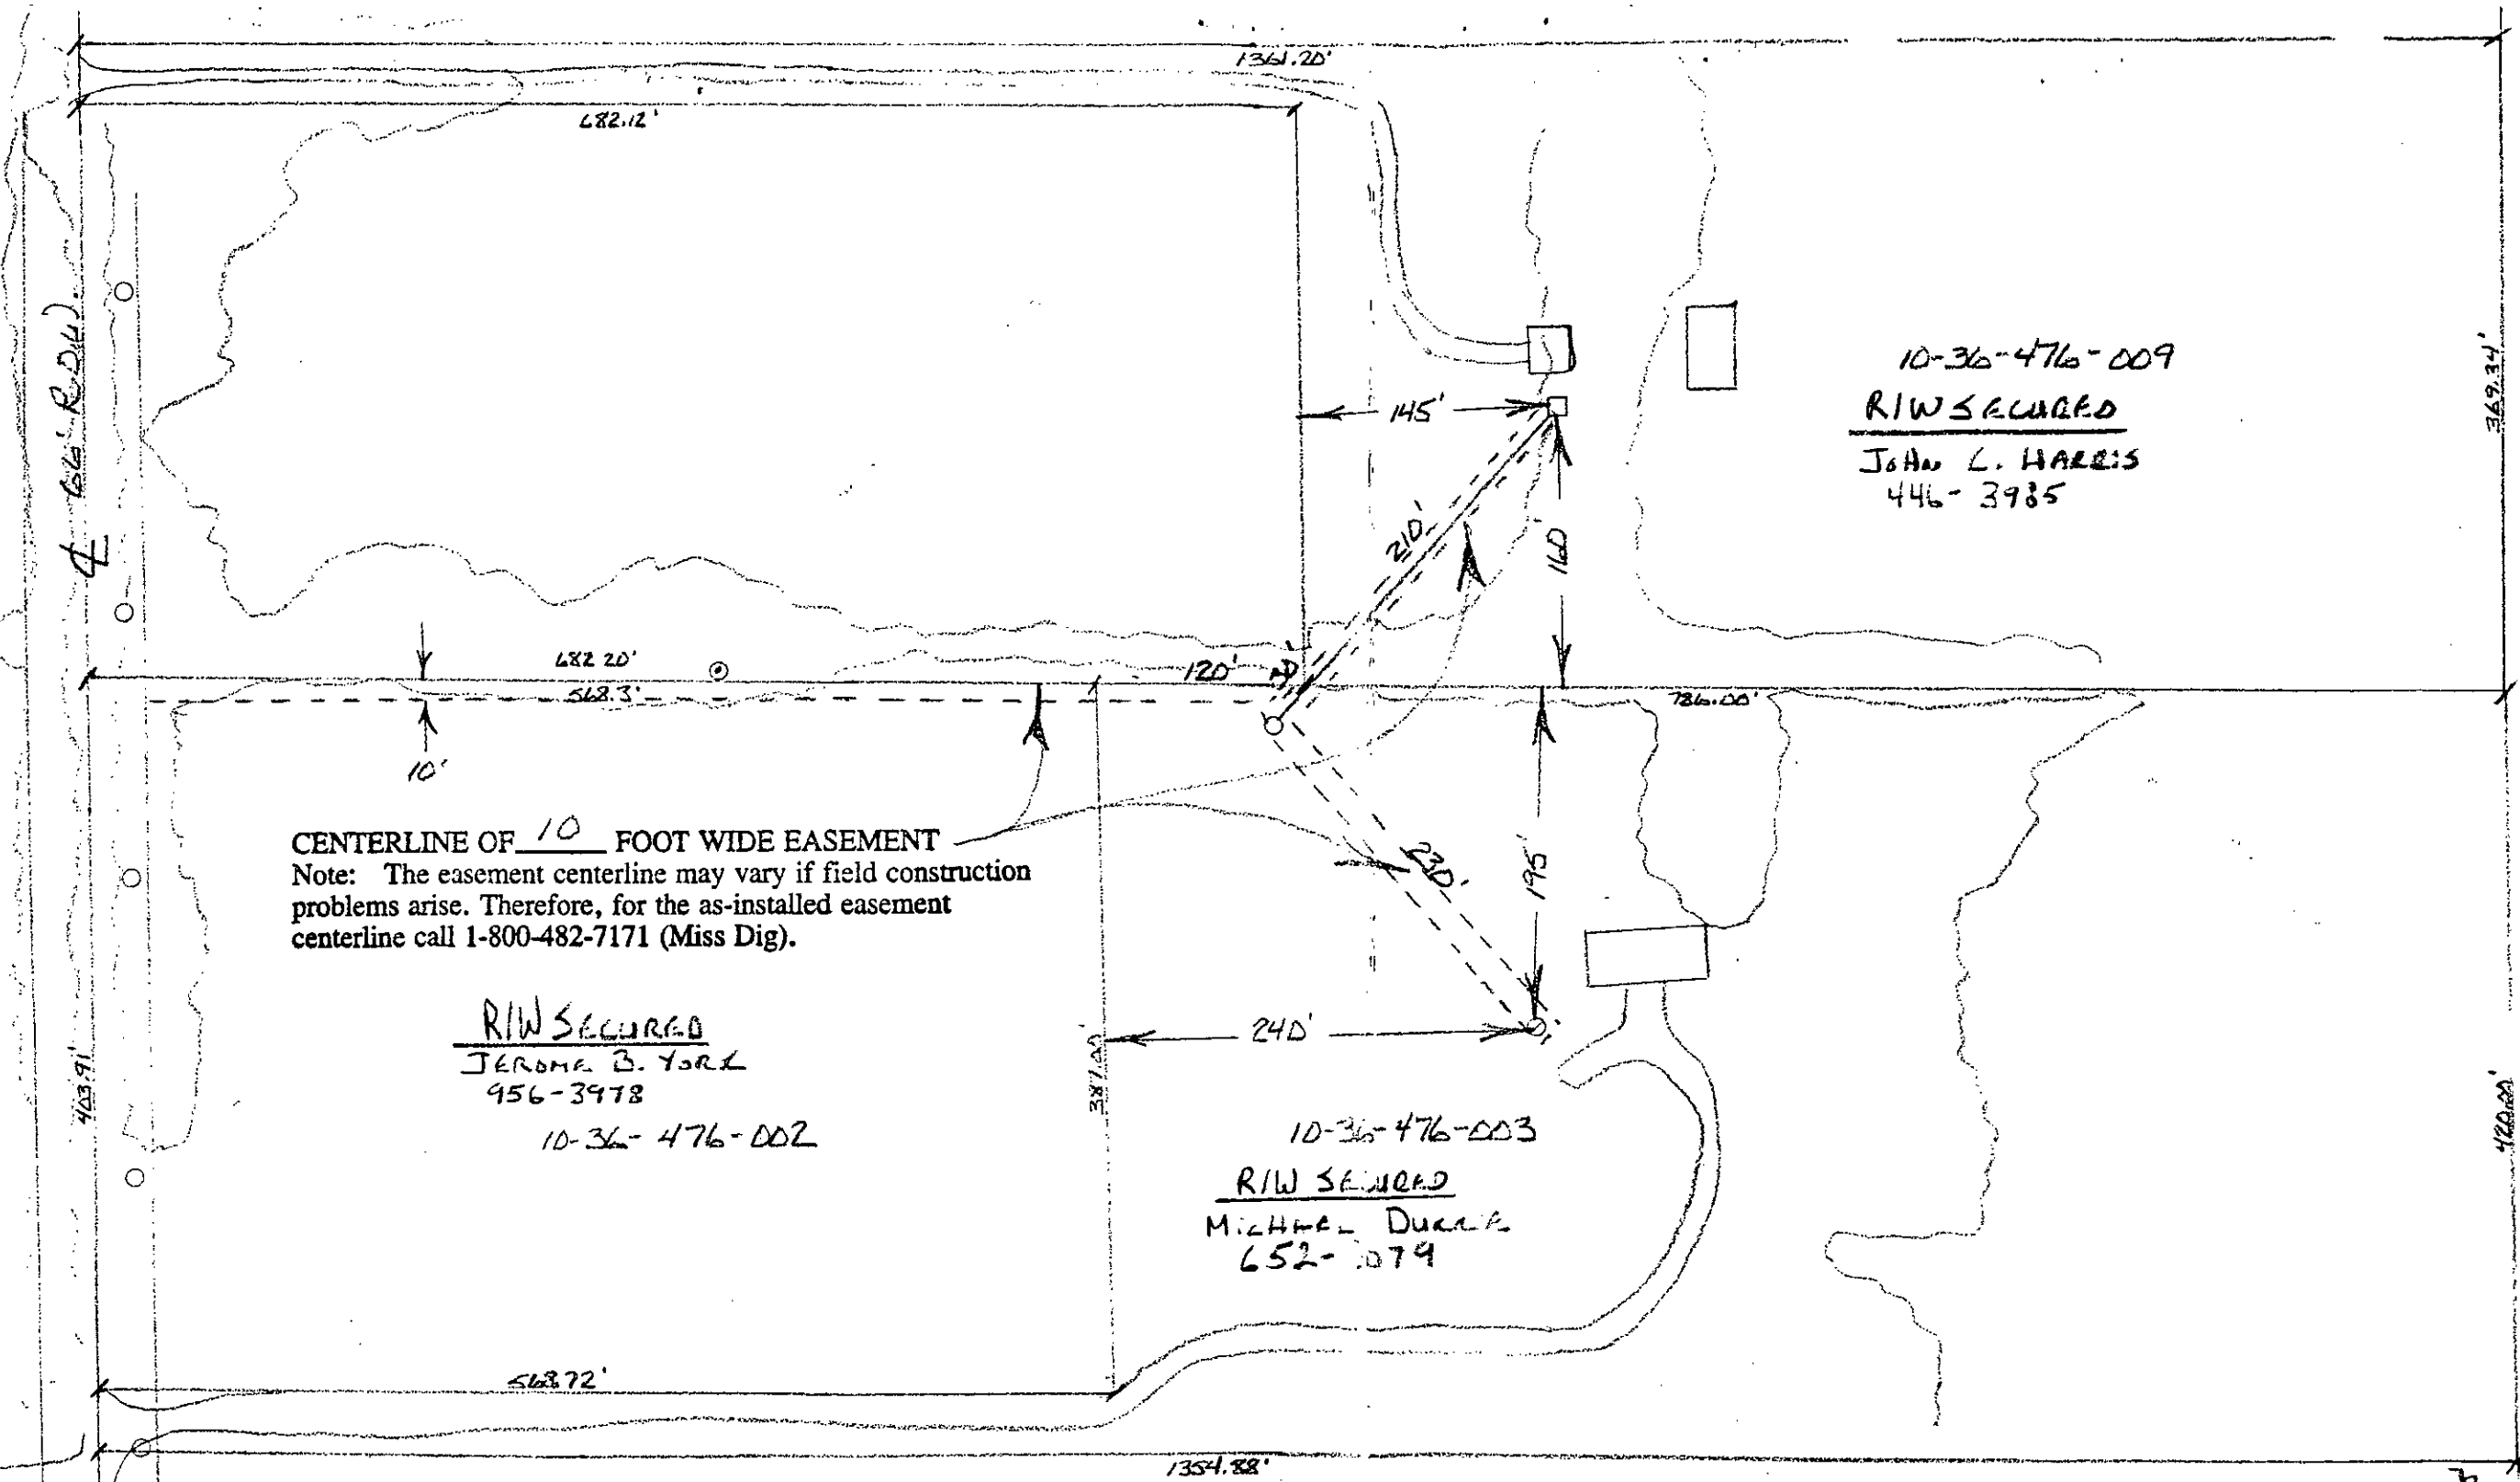 1361.20'
682.12'
66' R.O.W.
℄
145'
10-36-476-009
R/W SECURED
JOHN C. HARRIS
446-3985
369.34'
210'
160'
682 20'
120'
568.3'
786.00'
10'
CENTERLINE OF 10 FOOT WIDE EASEMENT
Note: The easement centerline may vary if field construction
problems arise. Therefore, for the as-installed easement
centerline call 1-800-482-7171 (Miss Dig).
230'
195'
R/W SECURED
JEROME B. YORK
956-3978
10-36-476-002
403.91'
387.00'
240'
10-36-476-003
R/W SECURED
MICHAEL
652-
420.00'
568.72'
1354.88'